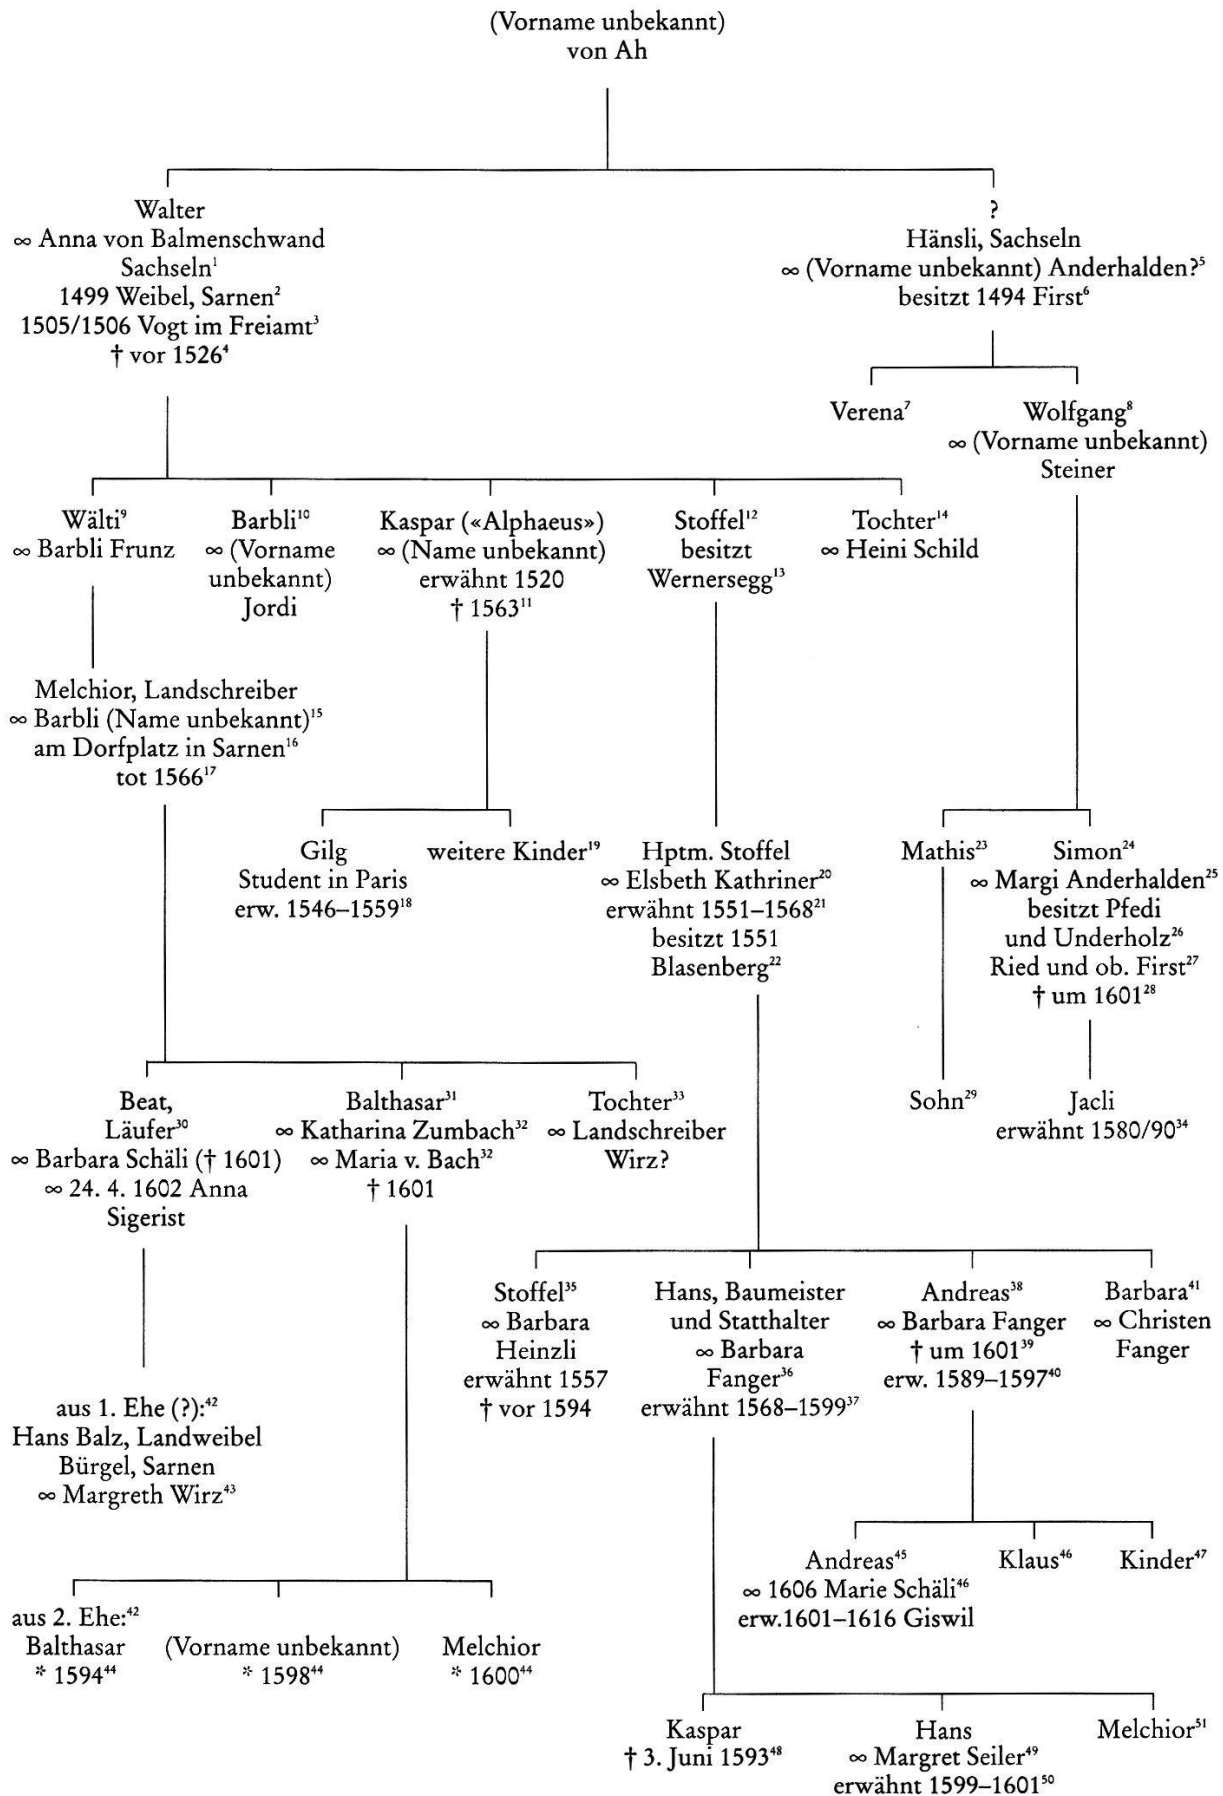 (Vorname unbekannt)
von Ah
Walter
∞ Anna von Balmenschwand
Sachseln¹
1499 Weibel, Sarnen²
1505/1506 Vogt im Freiamt³
† vor 1526⁴
?
Hänsli, Sachseln
∞ (Vorname unbekannt) Anderhalden?⁵
besitzt 1494 First⁶
Verena⁷
Wolfgang⁸
∞ (Vorname unbekannt)
Steiner
Wälti⁹
∞ Barbli Frunz
Barbli¹⁰
∞ (Vorname
unbekannt)
Jordi
Kaspar («Alphaeus»)
∞ (Name unbekannt)
erwähnt 1520
† 1563¹¹
Stoffel¹²
besitzt
Wernersegg¹³
Tochter¹⁴
∞ Heini Schild
Melchior, Landschreiber
∞ Barbli (Name unbekannt)¹⁵
am Dorfplatz in Sarnen¹⁶
tot 1566¹⁷
Gilg
Student in Paris
erw. 1546–1559¹⁸
weitere Kinder¹⁹
Hptm. Stoffel
∞ Elsbeth Kathriner²⁰
erwähnt 1551–1568²¹
besitzt 1551
Blasenberg²²
Mathis²³
Simon²⁴
∞ Margi Anderhalden²⁵
besitzt Pfedi
und Underholz²⁶
Ried und ob. First²⁷
† um 1601²⁸
Beat,
Läufer³⁰
∞ Barbara Schäli († 1601)
∞ 24. 4. 1602 Anna
Sigerist
Balthasar³¹
∞ Katharina Zumbach³²
∞ Maria v. Bach³²
† 1601
Tochter³³
∞ Landschreiber
Wirz?
Sohn²⁹
Jacli
erwähnt 1580/90³⁴
Stoffel³⁵
∞ Barbara
Heinzli
erwähnt 1557
† vor 1594
Hans, Baumeister
und Statthalter
∞ Barbara
Fanger³⁶
erwähnt 1568–1599³⁷
Andreas³⁸
∞ Barbara Fanger
† um 1601³⁹
erw. 1589–1597⁴⁰
Barbara⁴¹
∞ Christen
Fanger
aus 1. Ehe (?):⁴²
Hans Balz, Landweibel
Bürgel, Sarnen
∞ Margreth Wirz⁴³
Andreas⁴⁵
∞ 1606 Marie Schäli⁴⁶
erw.1601–1616 Giswil
Klaus⁴⁶
Kinder⁴⁷
aus 2. Ehe:⁴²
Balthasar
* 1594⁴⁴
(Vorname unbekannt)
* 1598⁴⁴
Melchior
* 1600⁴⁴
Kaspar
† 3. Juni 1593⁴⁸
Hans
∞ Margret Seiler⁴⁹
erwähnt 1599–1601⁵⁰
Melchior⁵¹